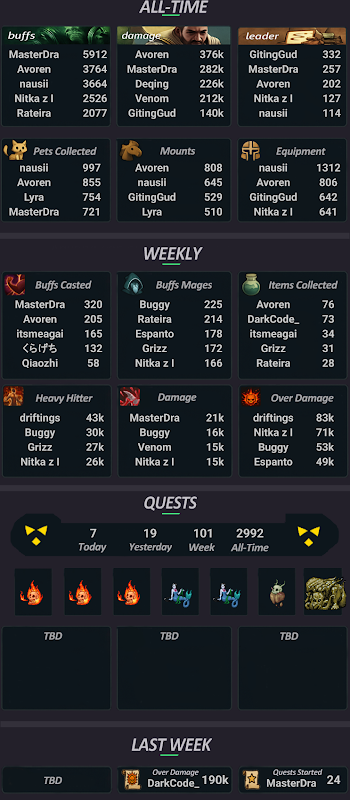 ALL-TIME
buffs damage leader
MasterDra 5912 Avoren 376k GitingGud 332
Avoren 3764 MasterDra 282k MasterDra 257
nausii 3664 Deqing 226k Avoren 202
Nitka z l 2526 Venom 212k Nitka z l 127
Rateira 2077 GitingGud 140k nausii 114
Pets Collected Mounts Equipment
nausii 997 Avoren 808 nausii 1312
Avoren 855 nausii 645 Avoren 806
Lyra 754 GitingGud 529 GitingGud 642
MasterDra 721 Lyra 510 Nitka z l 641
WEEKLY
Buffs Casted Buffs Mages Items Collected
MasterDra 320 Buggy 225 Avoren 76
Avoren 205 Rateira 214 DarkCode_ 73
itsmeagai 165 Espanto 178 itsmeagai 34
くらげち 132 Grizz 172 Grizz 31
Qiaozhi 58 Nitka z l 166 Rateira 28
Heavy Hitter Damage Over Damage
driftings 43k MasterDra 21k driftings 83k
Buggy 30k Buggy 16k Nitka z l 71k
Grizz 27k Venom 15k Buggy 53k
Nitka z l 26k Nitka z l 15k Espanto 49k
QUESTS
7 19 101 2992
Today Yesterday Week All-Time
TBD TBD TBD
LAST WEEK
TBD Over Damage Quests Started
DarkCode_ 190k MasterDra 24